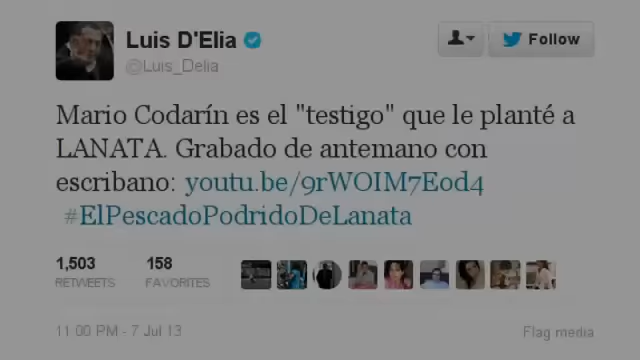 Luis D'Elia
@Luis_Delia
Follow
Mario Codarín es el "testigo" que le planté a
LANATA. Grabado de antemano con
escribano: youtu.be/9rWOIM7Eod4
#ElPescadoPodridoDeLanata
1,503 158
RETWEETS FAVORITES
11:00 PM - 7 Jul 13 Flag media